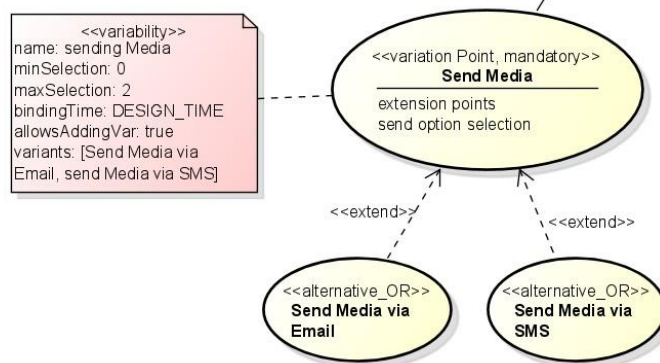 <<variability>>
name: sending Media
minSelection: 0
maxSelection: 2
bindingTime: DESIGN_TIME
allowsAddingVar: true
variants: [Send Media via
Email, send Media via SMS]
<<variation Point, mandatory>>
Send Media
extension points
send option selection
<<extend>>
<<extend>>
<<alternative_OR>>
Send Media via
Email
<<alternative_OR>>
Send Media via
SMS